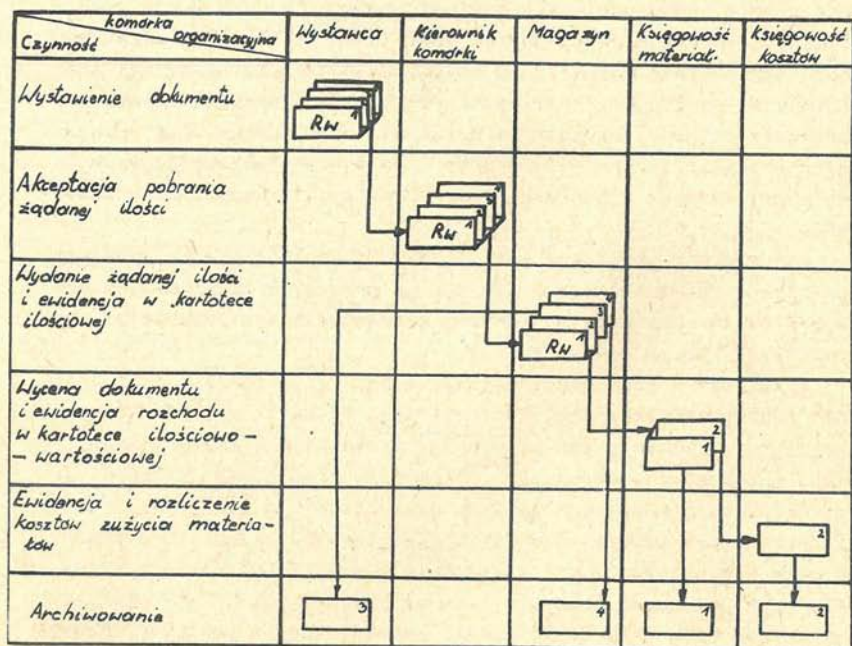 komórka
organizacyjna
Czynność
Wystawca
Kierownik
komórki
Magazyn
Księgowość
materiał.
Księgowość
kosztów
Wystawienie dokumentu
Rw 1
Akceptacja pobrania
żądanej ilości
Rw 1 2 3
Wydanie żądanej ilości
i ewidencja w kartotece
ilościowej
Rw 1 2 3 4
Wycena dokumentu
i ewidencja rozchodu
w kartotece ilościowo -
- wartościowej
2
1
Ewidencja i rozliczenie
kosztów zużycia materia-
łów
2
Archiwowanie
3
4
1
2